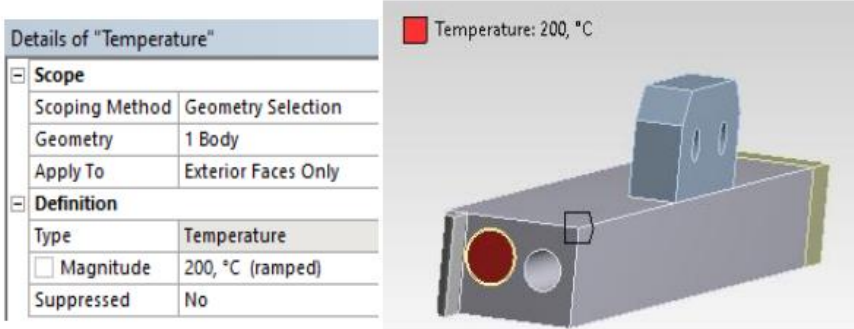 Details of "Temperature"
Scope
Scoping Method Geometry Selection
Geometry 1 Body
Apply To Exterior Faces Only
Definition
Type Temperature
Magnitude 200, °C (ramped)
Suppressed No
Temperature: 200, °C